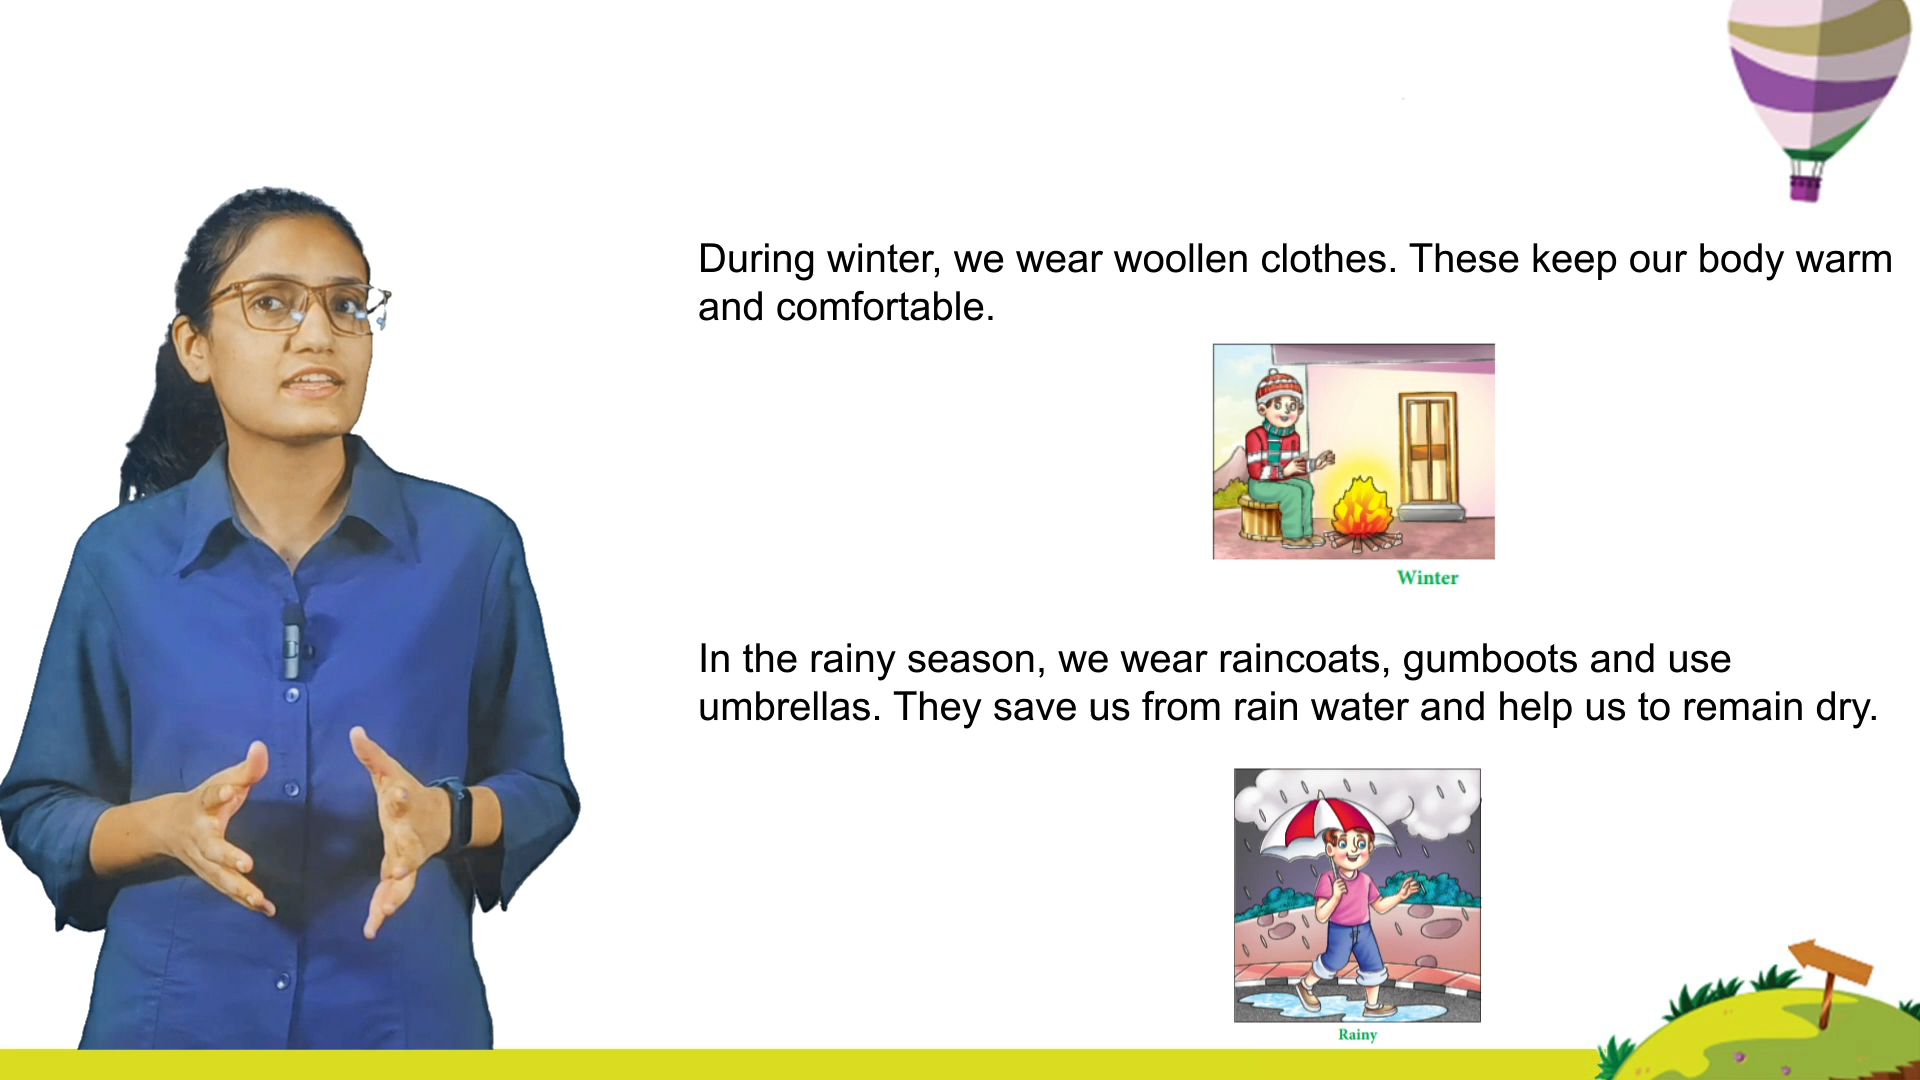 During winter, we wear woollen clothes. These keep our body warm
and comfortable.
Winter
In the rainy season, we wear raincoats, gumboots and use
umbrellas. They save us from rain water and help us to remain dry.
Rainy